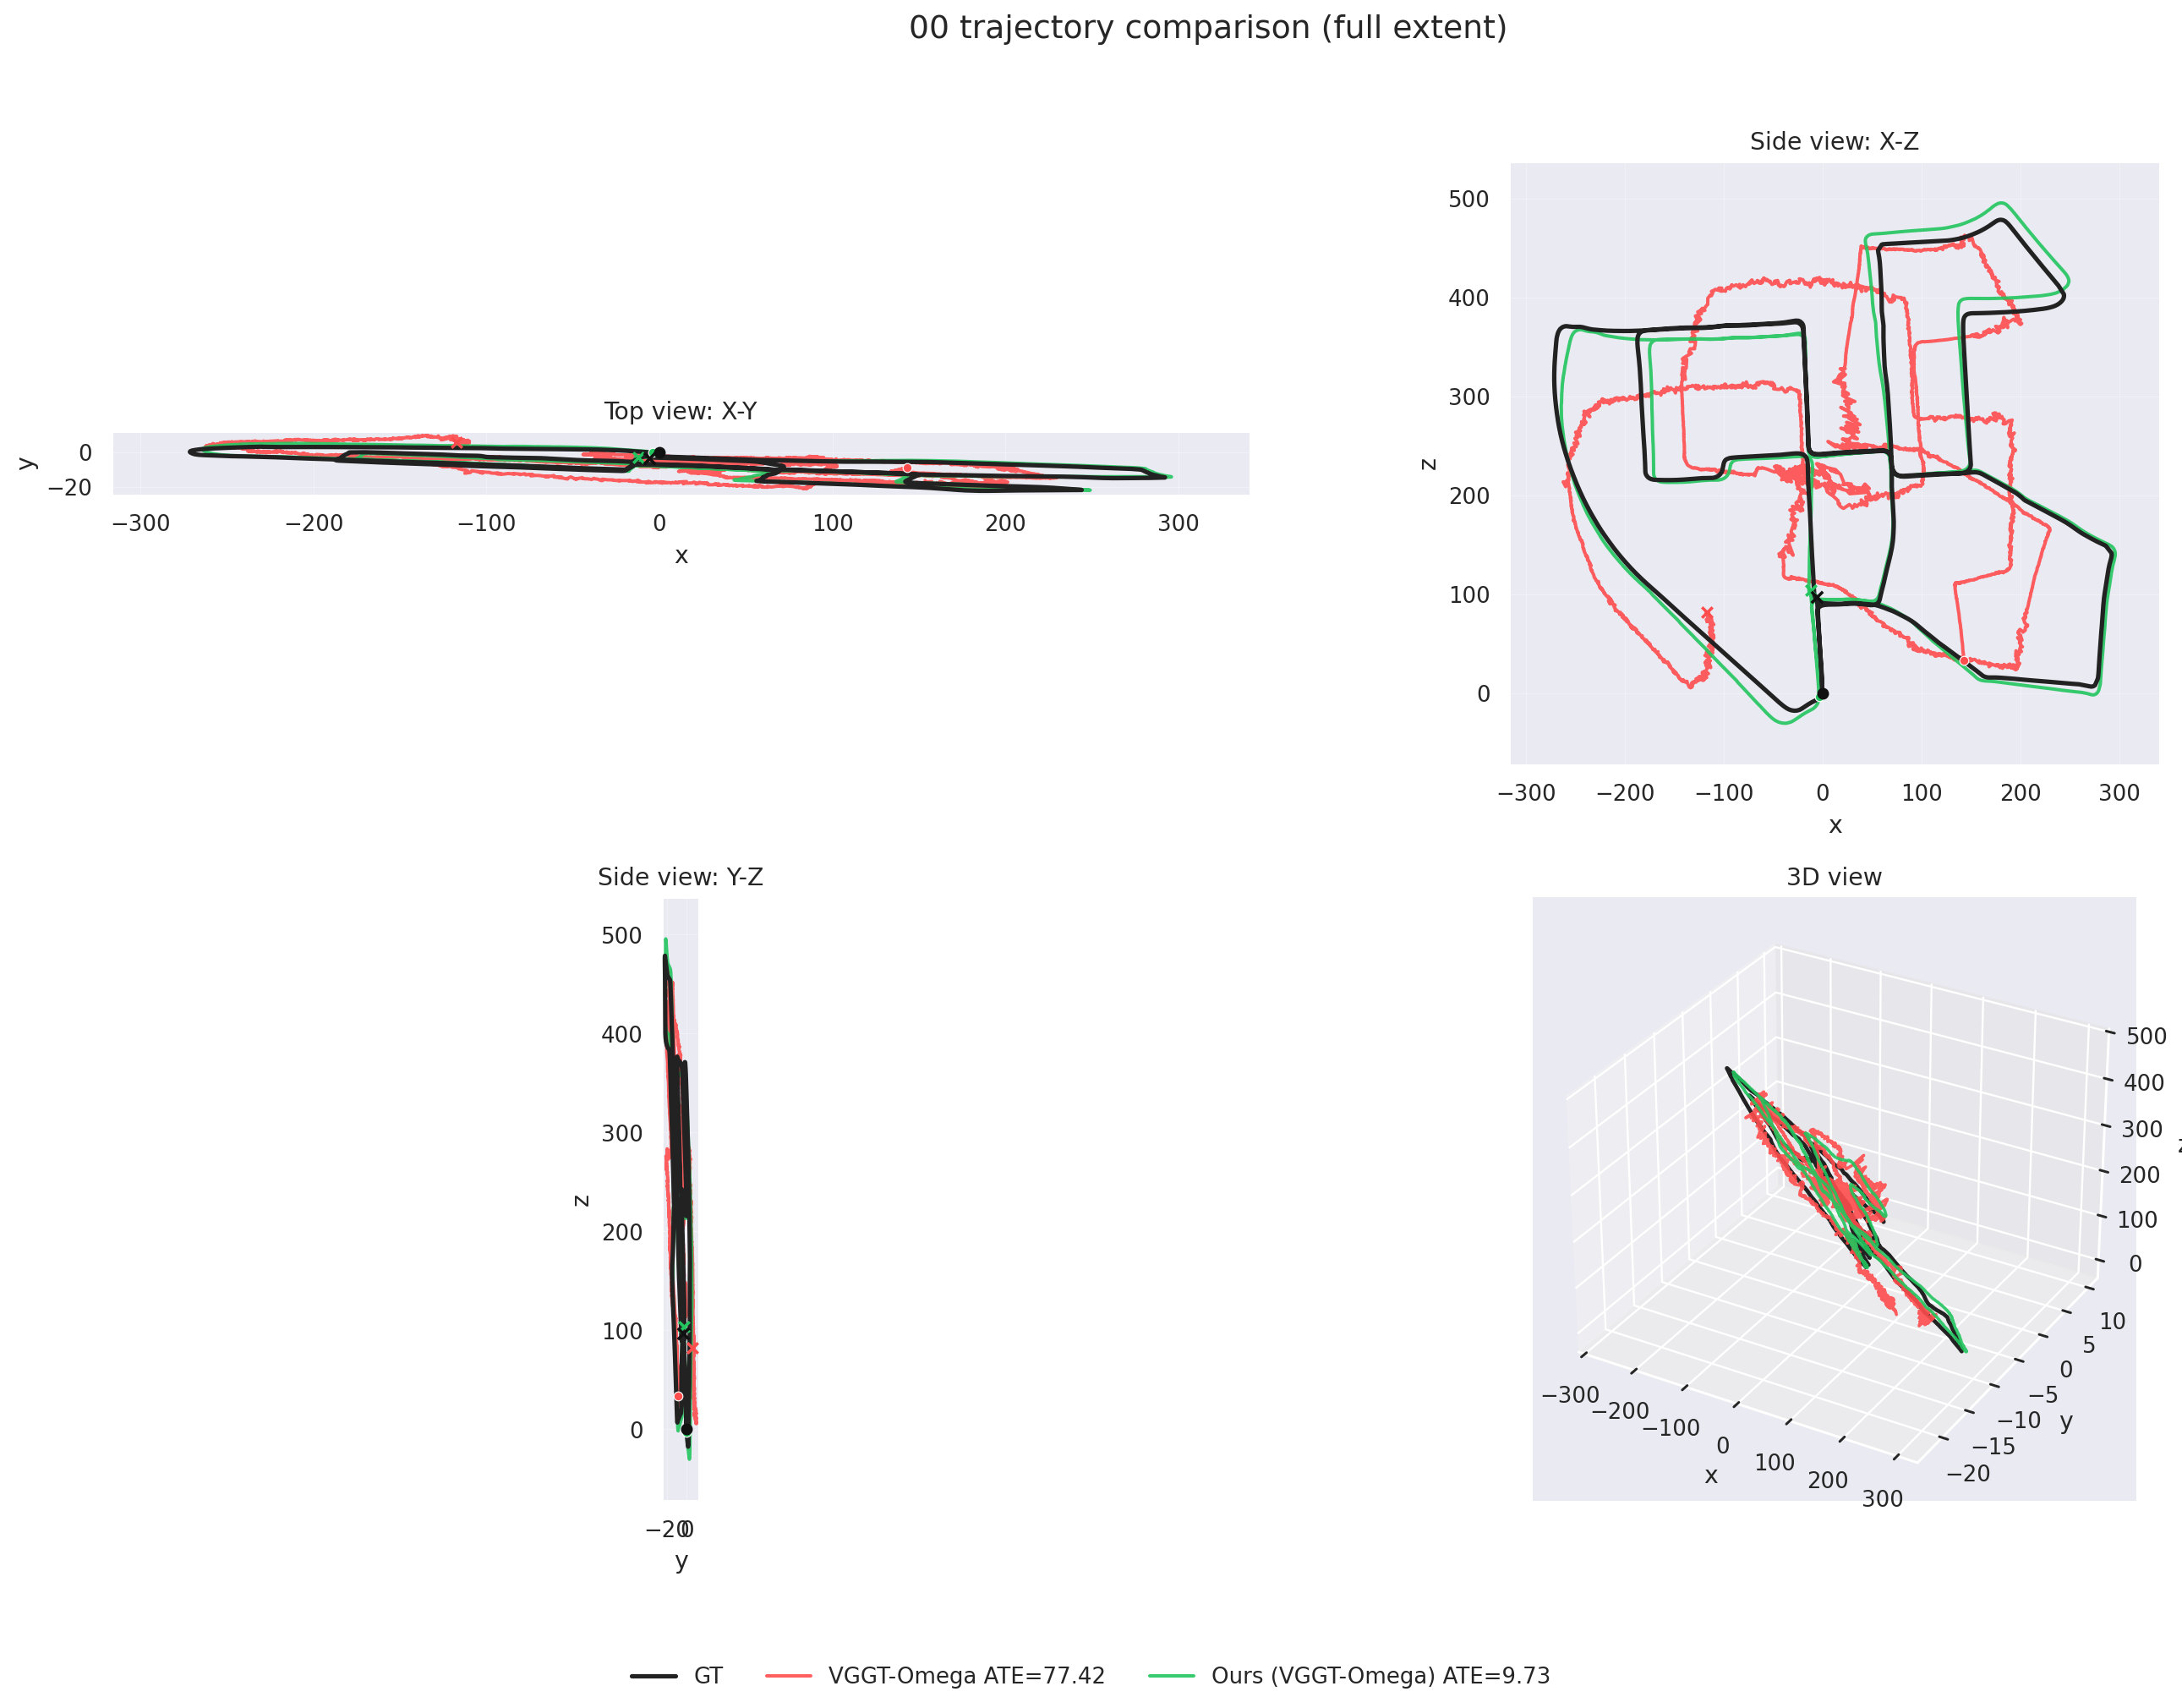 00 trajectory comparison (full extent)
Top view: X-Y
y
0
−20
−300 −200 −100 0 100 200 300
x
Side view: X-Z
z
500
400
300
200
100
0
−300 −200 −100 0 100 200 300
x
Side view: Y-Z
z
500
400
300
200
100
0
−20 0
y
3D view
500
400
300
200
100
0
10
5
0
−5
−10
−15
−20
y
−300
−200
−100
0
100
200
300
x
GT VGGT-Omega ATE=77.42 Ours (VGGT-Omega) ATE=9.73